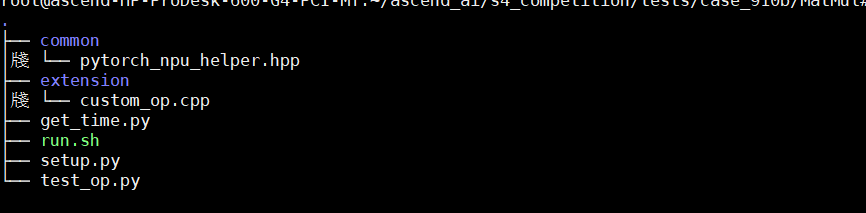 root@ascend-HP-ProDesk-600-G4-PCI-MT:~/ascend_ai/s4_competition/tests/case_910b/MatMul#
.
├── common
│牋 └── pytorch_npu_helper.hpp
├── extension
│牋 └── custom_op.cpp
├── get_time.py
├── run.sh
├── setup.py
└── test_op.py